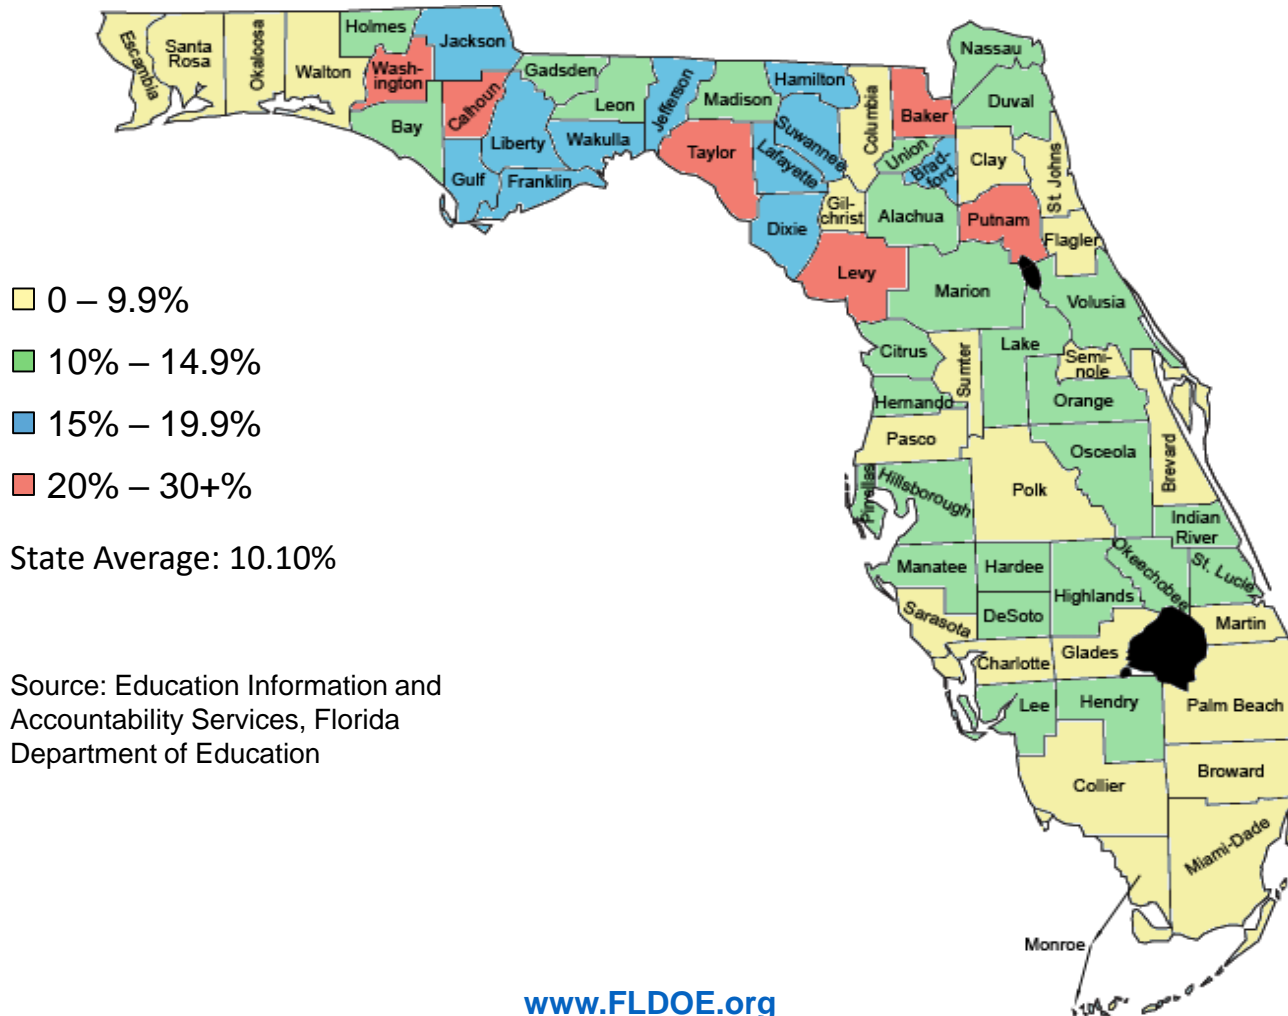 Escambia
Santa
Rosa
Okaloosa
Walton
Holmes
Wash-
ington
Jackson
Bay
Calhoun
Gulf
Liberty
Franklin
Gadsden
Leon
Wakulla
Jefferson
Madison
Taylor
Hamilton
Suwannee
Lafayette
Dixie
Columbia
Gil-
christ
Levy
Baker
Union
Brad-
ford
Alachua
Nassau
Duval
Clay
St. Johns
Putnam
Flagler
Marion
Volusia
Citrus
Sumter
Lake
Semi-
nole
Hernando
Orange
Pasco
Osceola
Brevard
Polk
Pinellas
Hillsborough
Indian
River
Manatee
Hardee
Highlands
Okeechobee
St. Lucie
Sarasota
DeSoto
Martin
Charlotte
Glades
Lee
Hendry
Palm Beach
Collier
Broward
Miami-Dade
Monroe
0 – 9.9%
10% – 14.9%
15% – 19.9%
20% – 30+%
State Average: 10.10%
Source: Education Information and
Accountability Services, Florida
Department of Education
www.FLDOE.org